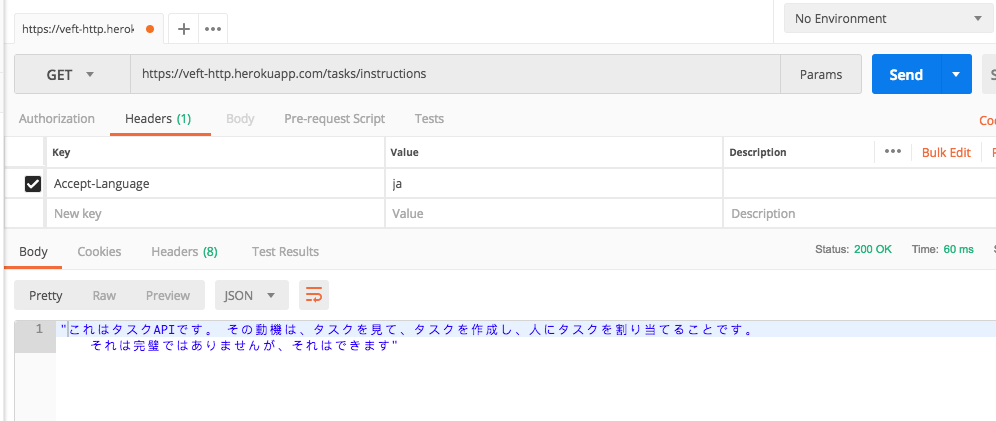 https://veft-http.herok
No Environment
GET https://veft-http.herokuapp.com/tasks/instructions Params Send
Authorization Headers (1) Body Pre-request Script Tests
Key Value Description Bulk Edit
Accept-Language ja
New key Value Description
Body Cookies Headers (8) Test Results Status: 200 OK Time: 60 ms
Pretty Raw Preview JSON
1 "これはタスクAPIです。 その動機は、タスクを見て、タスクを作成し、人にタスクを割り当てることです。
それは完璧ではありませんが、それはできます"